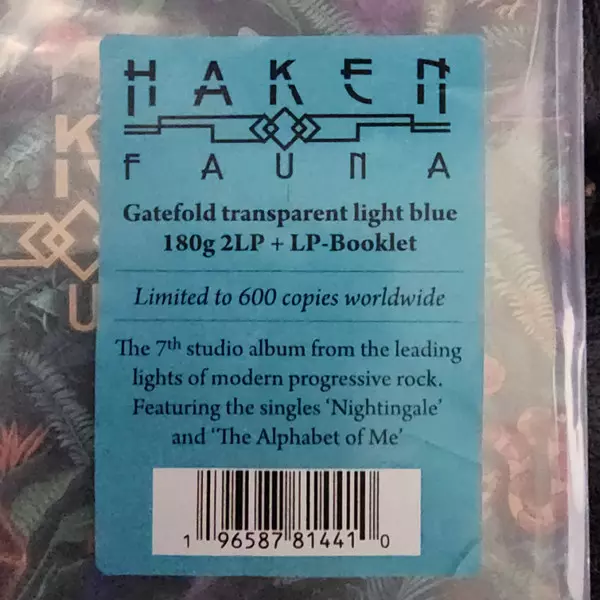 HAKEN
FAUNA
Gatefold transparent light blue
180g 2LP + LP-Booklet
Limited to 600 copies worldwide
The 7th studio album from the leading
lights of modern progressive rock.
Featuring the singles ‘Nightingale’
and ‘The Alphabet of Me’
1 96587 81441 0
K
U